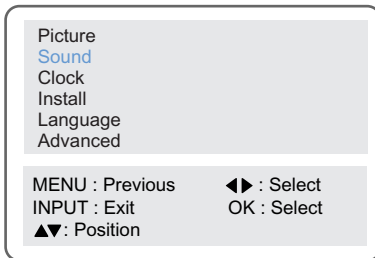 Picture
Sound
Clock
Install
Language
Advanced
MENU : Previous ◀▶ : Select
INPUT : Exit OK : Select
▲▼: Position